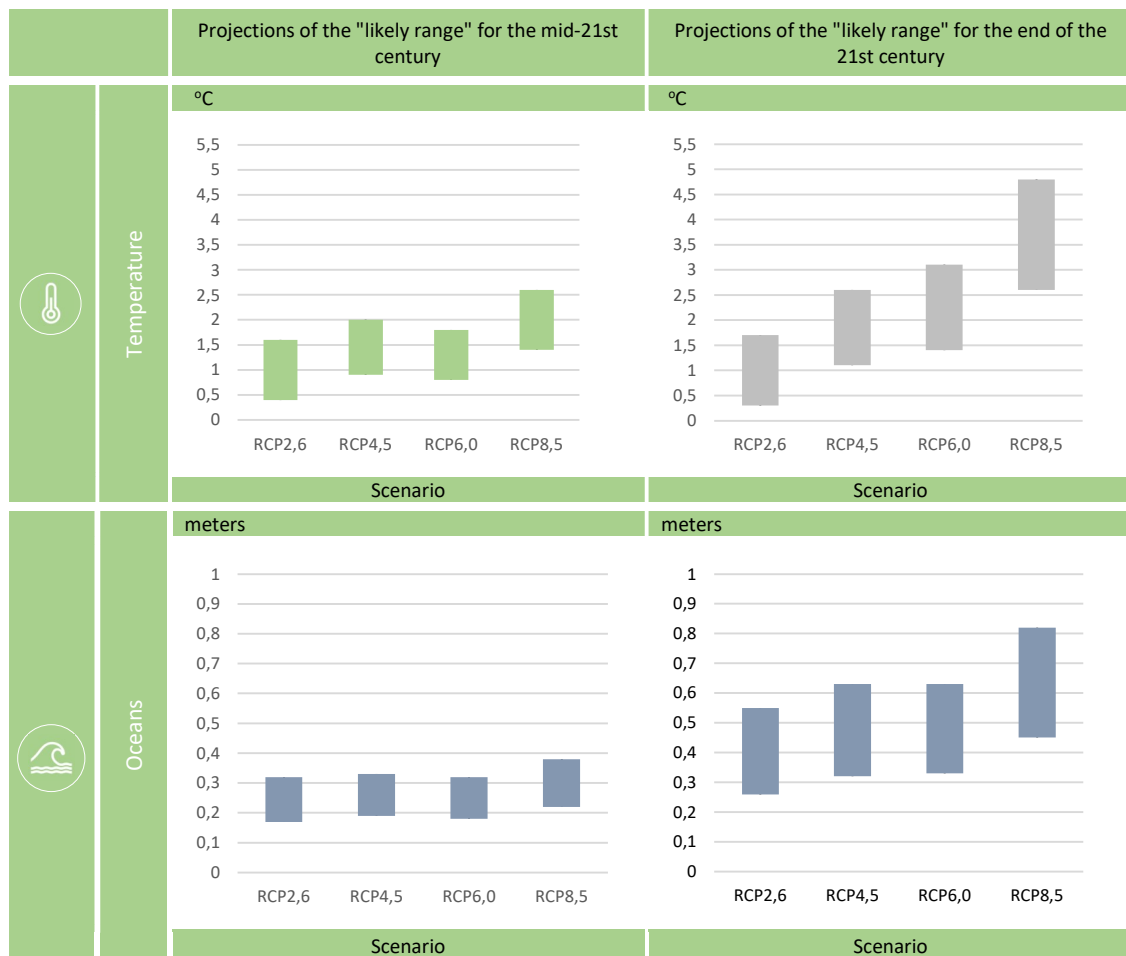 Projections of the "likely range" for the mid-21st
century
Projections of the "likely range" for the end of the
21st century
Temperature
ºC
5,5
5
4,5
4
3,5
3
2,5
2
1,5
1
0,5
0
RCP2,6 RCP4,5 RCP6,0 RCP8,5
Scenario
ºC
5,5
5
4,5
4
3,5
3
2,5
2
1,5
1
0,5
0
RCP2,6 RCP4,5 RCP6,0 RCP8,5
Scenario
Oceans
meters
1
0,9
0,8
0,7
0,6
0,5
0,4
0,3
0,2
0,1
0
RCP2,6 RCP4,5 RCP6,0 RCP8,5
Scenario
meters
1
0,9
0,8
0,7
0,6
0,5
0,4
0,3
0,2
0,1
0
RCP2,6 RCP4,5 RCP6,0 RCP8,5
Scenario